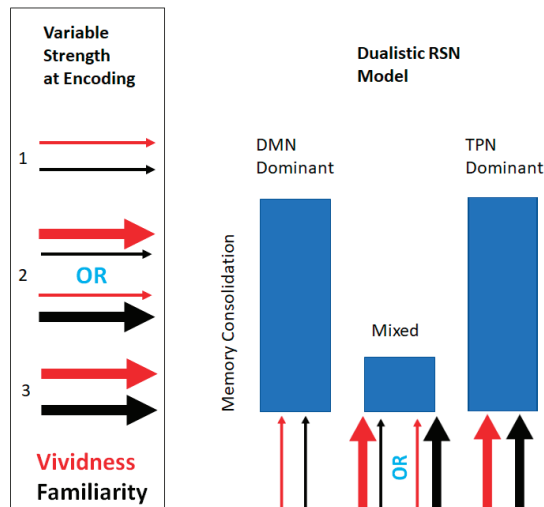 Variable
Strength
at Encoding
1
2
OR
3
Vividness
Familiarity
Dualistic RSN
Model
DMN
Dominant
TPN
Dominant
Memory Consolidation
Mixed
OR